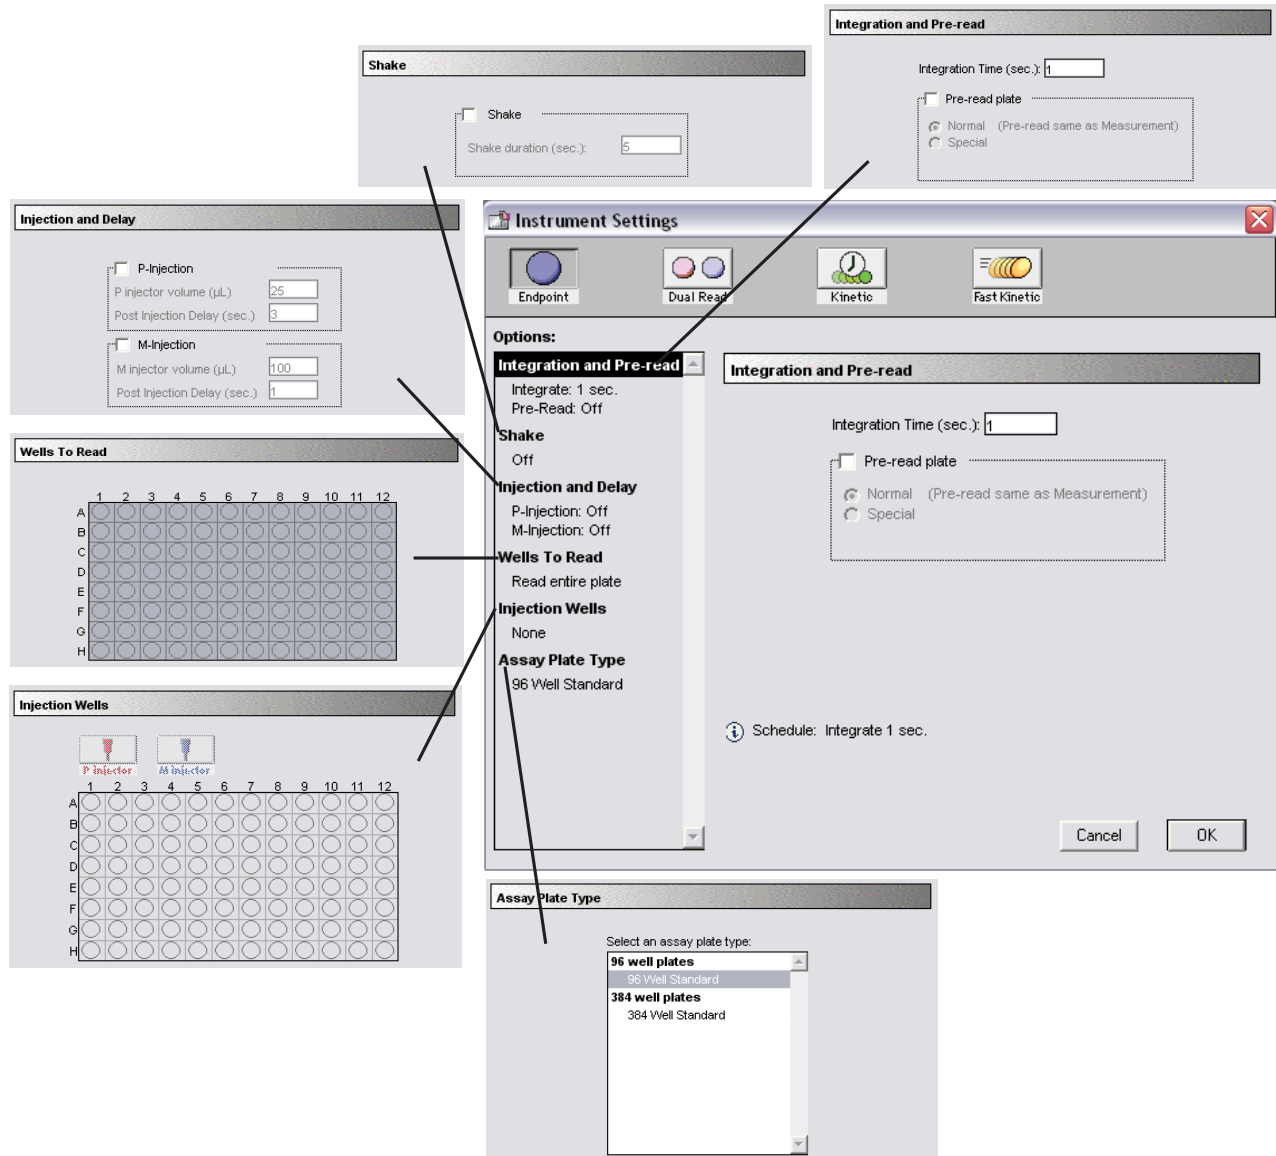 Integration and Pre-read
Integration Time (sec.): 1
Pre-read plate
Normal (Pre-read same as Measurement)
Special
Shake
Shake
Shake duration (sec.): 5
Injection and Delay
P-Injection
P injector volume (µL) 25
Post Injection Delay (sec.) 3
M-Injection
M injector volume (µL) 100
Post Injection Delay (sec.) 1
Wells To Read
1 2 3 4 5 6 7 8 9 10 11 12
A
B
C
D
E
F
G
H
Injection Wells
P injector M injector
1 2 3 4 5 6 7 8 9 10 11 12
A
B
C
D
E
F
G
H
Instrument Settings
Endpoint Dual Read Kinetic Fast Kinetic
Options:
Integration and Pre-read
Integrate: 1 sec.
Pre-Read: Off
Shake
Off
Injection and Delay
P-Injection: Off
M-Injection: Off
Wells To Read
Read entire plate
Injection Wells
None
Assay Plate Type
96 Well Standard
Integration and Pre-read
Integration Time (sec.): 1
Pre-read plate
Normal (Pre-read same as Measurement)
Special
Schedule: Integrate 1 sec.
Cancel OK
Assay Plate Type
Select an assay plate type:
96 well plates
96 Well Standard
384 well plates
384 Well Standard